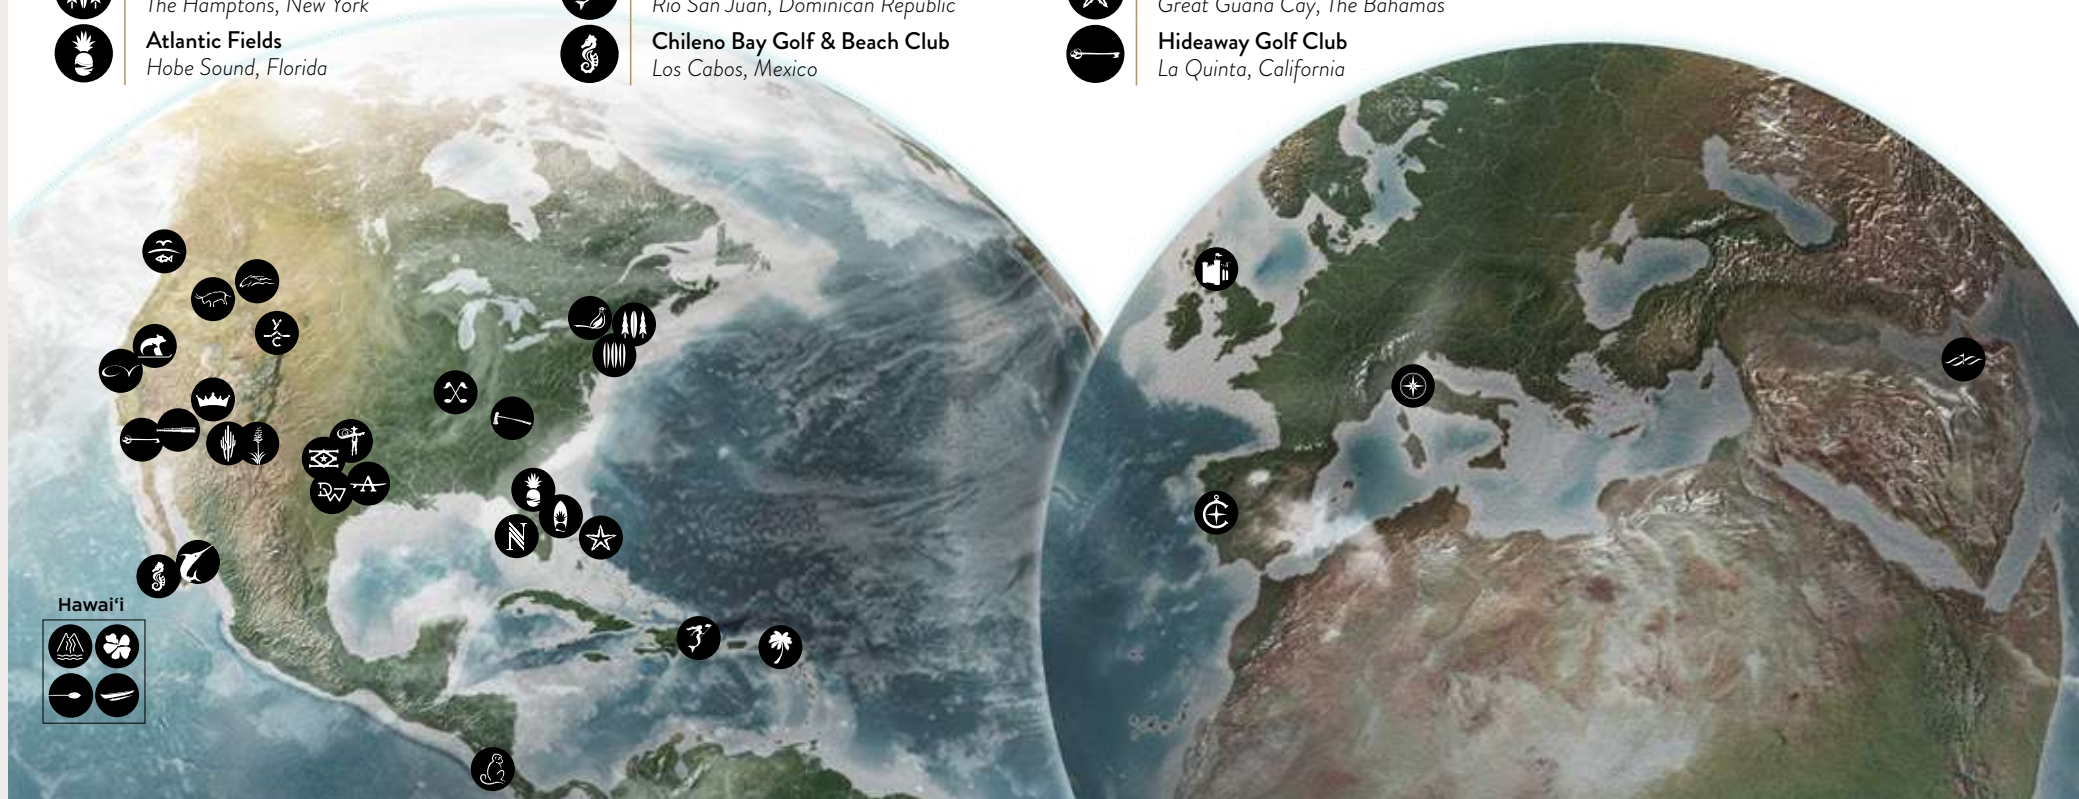 The Hamptons, New York
Rio San Juan, Dominican Republic
Great Guana Cay, The Bahamas
Atlantic Fields
Hobe Sound, Florida
Chileno Bay Golf & Beach Club
Los Cabos, Mexico
Hideaway Golf Club
La Quinta, California
Y
C
A
DW
N
C
Hawai‘i